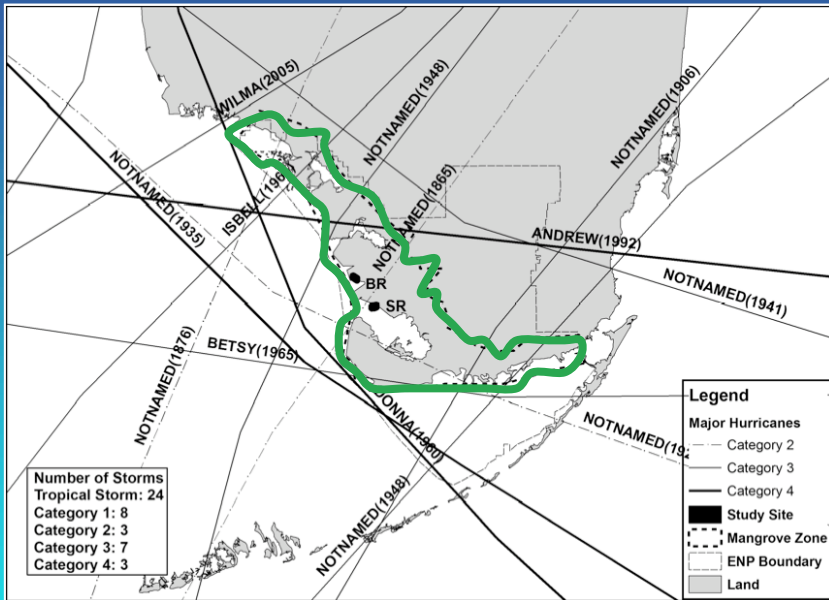 WILMA(2005)
NOTNAMED(1948)
NOTNAMED(1906)
NOTNAMED(1935)
NOTNAMED(1865)
ANDREW(1992)
NOTNAMED(1941)
BR
SR
NOTNAMED(1876)
BETSY(1965)
DONNA(1960)
NOTNAMED(1948)
Number of Storms
Tropical Storm: 24
Category 1: 8
Category 2: 3
Category 3: 7
Category 4: 3
Legend
Major Hurricanes
Category 2
Category 3
Category 4
Study Site
Mangrove Zone
ENP Boundary
Land